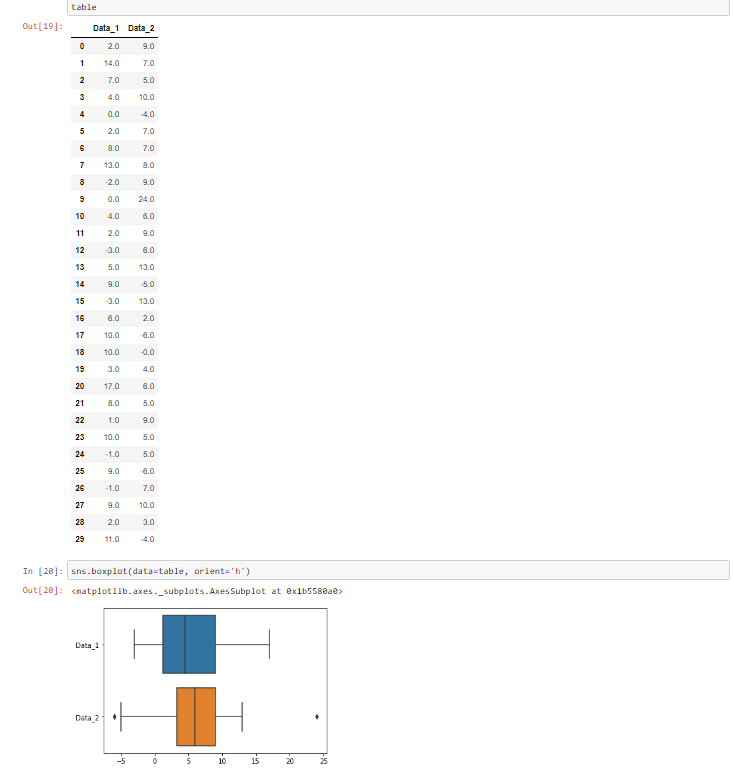 table
Out[19]:
Data_1 Data_2
0 2.0 9.0
1 14.0 7.0
2 7.0 5.0
3 4.0 10.0
4 0.0 -4.0
5 2.0 7.0
6 8.0 7.0
7 13.0 8.0
8 -2.0 9.0
9 0.0 24.0
10 4.0 6.0
11 2.0 9.0
12 -3.0 6.0
13 5.0 13.0
14 9.0 -5.0
15 -3.0 13.0
16 6.0 2.0
17 10.0 -6.0
18 10.0 -0.0
19 3.0 4.0
20 17.0 6.0
21 8.0 5.0
22 1.0 9.0
23 10.0 5.0
24 -1.0 5.0
25 9.0 -6.0
26 -1.0 7.0
27 9.0 10.0
28 2.0 3.0
29 11.0 -4.0
In [20]: sns.boxplot(data=table, orient='h')
Out[20]: <matplotlib.axes._subplots.AxesSubplot at 0x1b5580a0>
Data_1
Data_2
-5 0 5 10 15 20 25